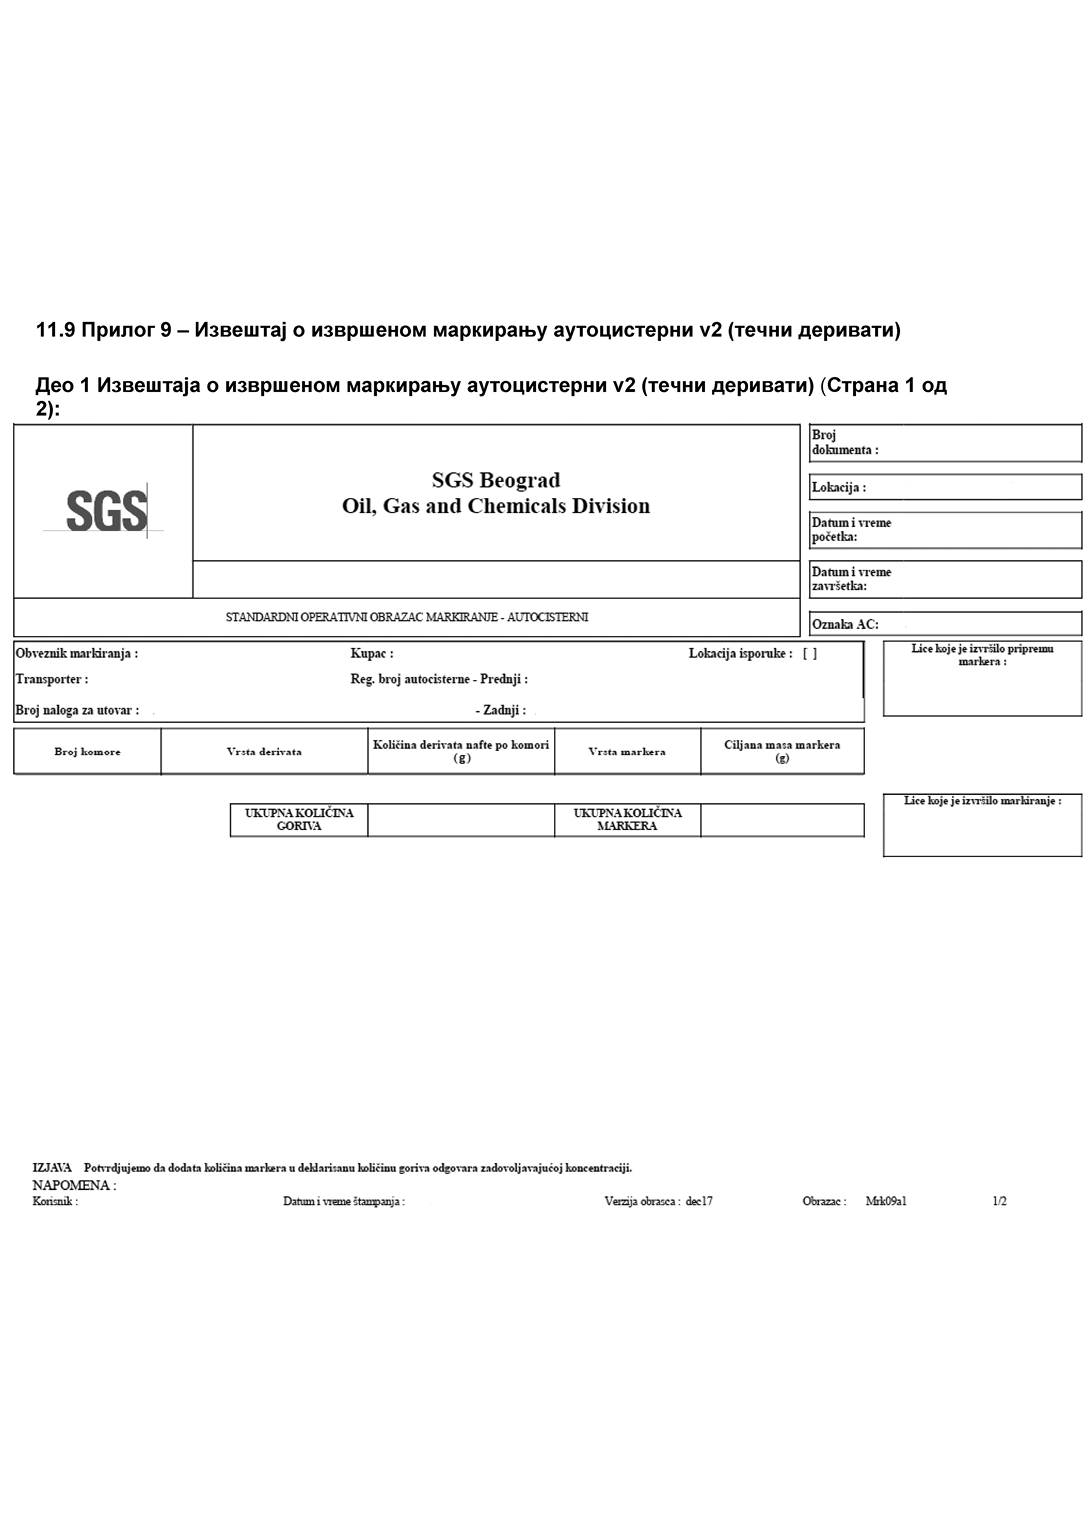 11.9 Прилог 9 – Извештај о извршеном маркирању аутоцистерни v2 (течни деривати)
Део 1 Извештаја о извршеном маркирању аутоцистерни v2 (течни деривати) (Страна 1 од
2):
SGS
SGS Beograd
Oil, Gas and Chemicals Division
STANDARDNI OPERATIVNI OBRAZAC MARKIRANJE - AUTOCISTERNI
Broj
dokumenta :
Lokacija :
Datum i vreme
početka:
Datum i vreme
završetka:
Oznaka AC:
Obveznik markiranja : Kupac : Lokacija isporuke : [ ]
Transporter : Reg. broj autocisterne - Prednji :
Broj naloga za utovar : - Zadnji :
Lice koje je izvršilo pripremu
markera :
Broj komore
Vrsta derivata
Količina derivata nafte po komori
(g)
Vrsta markera
Ciljana masa markera
(g)
UKUPNA KOLIČINA
GORIVA
UKUPNA KOLIČINA
MARKERA
Lice koje je izvršilo markiranje :
IZJAVA Potvrdjujemo da dodata količina markera u deklarisanu količinu goriva odgovara zadovoljavajućoj koncentraciji.
NAPOMENA :
Korisnik : Datum i vreme štampanja : Verzija obrasca : dec17 Obrazac : Mrk09a1 1/2